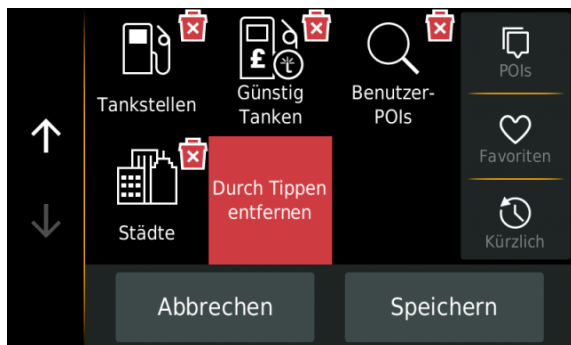 £
Tankstellen
Günstig
Tanken
Benutzer-
POIs
POIs
Favoriten
Städte
Durch Tippen
entfernen
Kürzlich
Abbrechen
Speichern